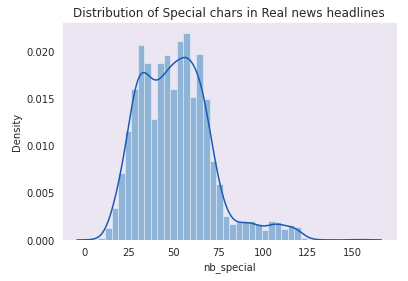 Distribution of Special chars in Real news headlines
0.020
0.015
0.010
0.005
0.000
Density
0 25 50 75 100 125 150
nb_special